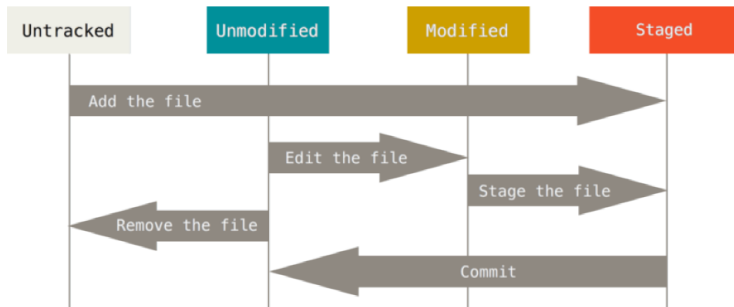 Untracked
Unmodified
Modified
Staged
Add the file
Edit the file
Stage the file
Remove the file
Commit